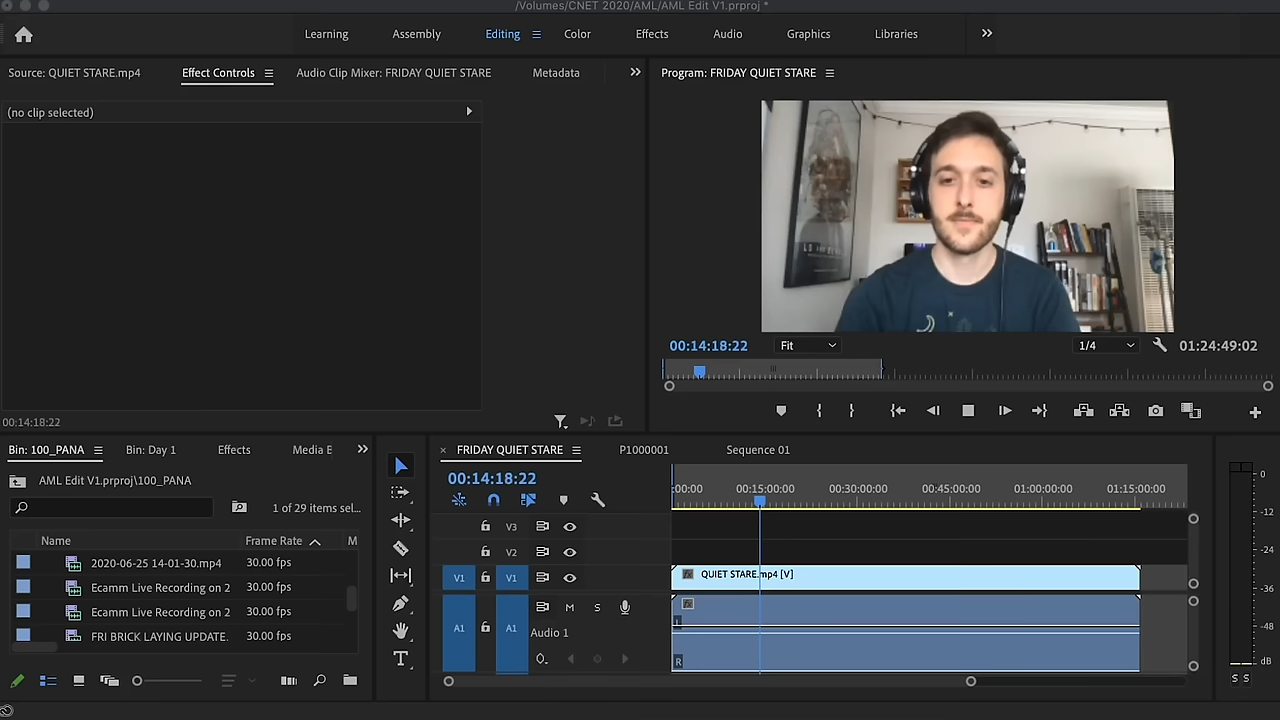 /Volumes/CNET 2020/AML/AML Edit V1.prproj *
Learning Assembly Editing Color Effects Audio Graphics Libraries
Source: QUIET STARE.mp4 Effect Controls Audio Clip Mixer: FRIDAY QUIET STARE Metadata
Program: FRIDAY QUIET STARE
(no clip selected)
00:14:18:22 Fit 1/4 01:24:49:02
00:14:18:22
Bin: 100_PANA Bin: Day 1 Effects Media E
AML Edit V1.prproj\100_PANA
1 of 29 items sel...
Name Frame Rate M
2020-06-25 14-01-30.mp4 30.00 fps
Ecamm Live Recording on 2 30.00 fps
Ecamm Live Recording on 2 30.00 fps
FRI BRICK LAYING UPDATE. 30.00 fps
× FRIDAY QUIET STARE P1000001 Sequence 01
00:14:18:22
:00:00 00:15:00:00 00:30:00:00 00:45:00:00 01:00:00:00 01:15:00:00
V3
V2
V1 V1 fx QUIET STARE.mp4 [V]
A1 A1 M S fx
L
Audio 1
R
0
-12
-24
-36
-48
dB
S S